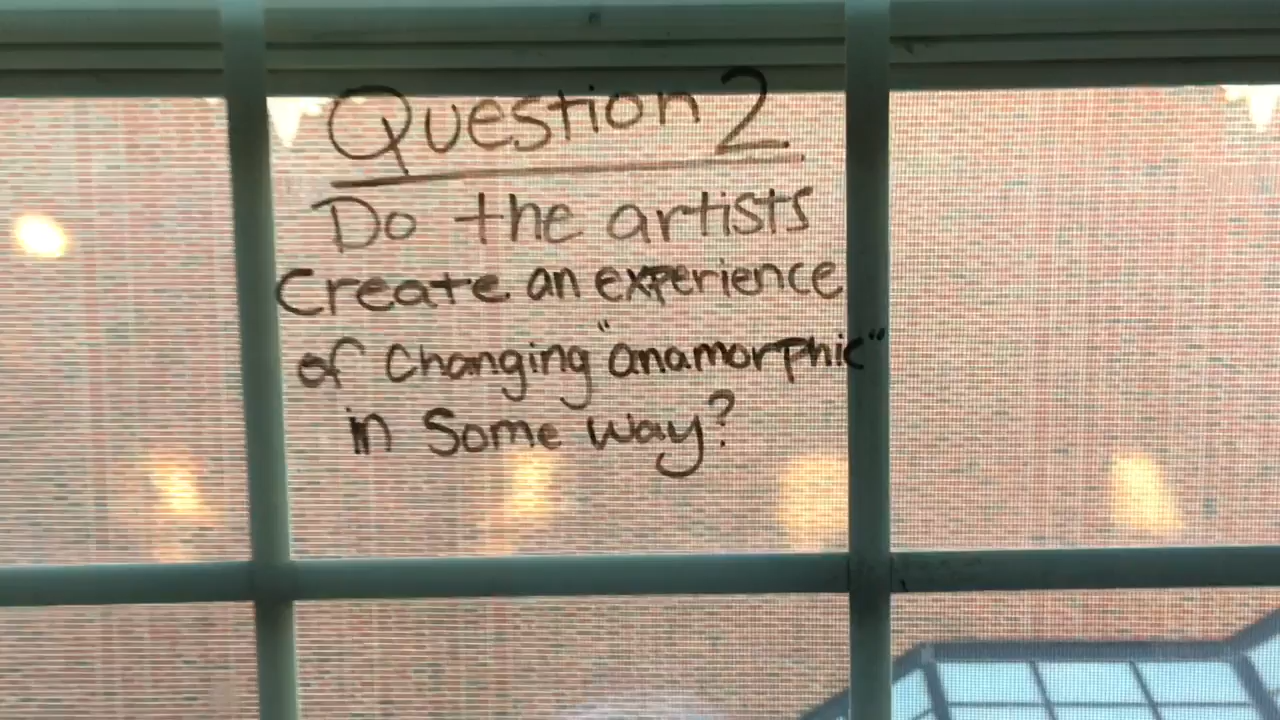 Question 2
Do the artists
Create an experience
of Changing "anamorphic"
in Some way?